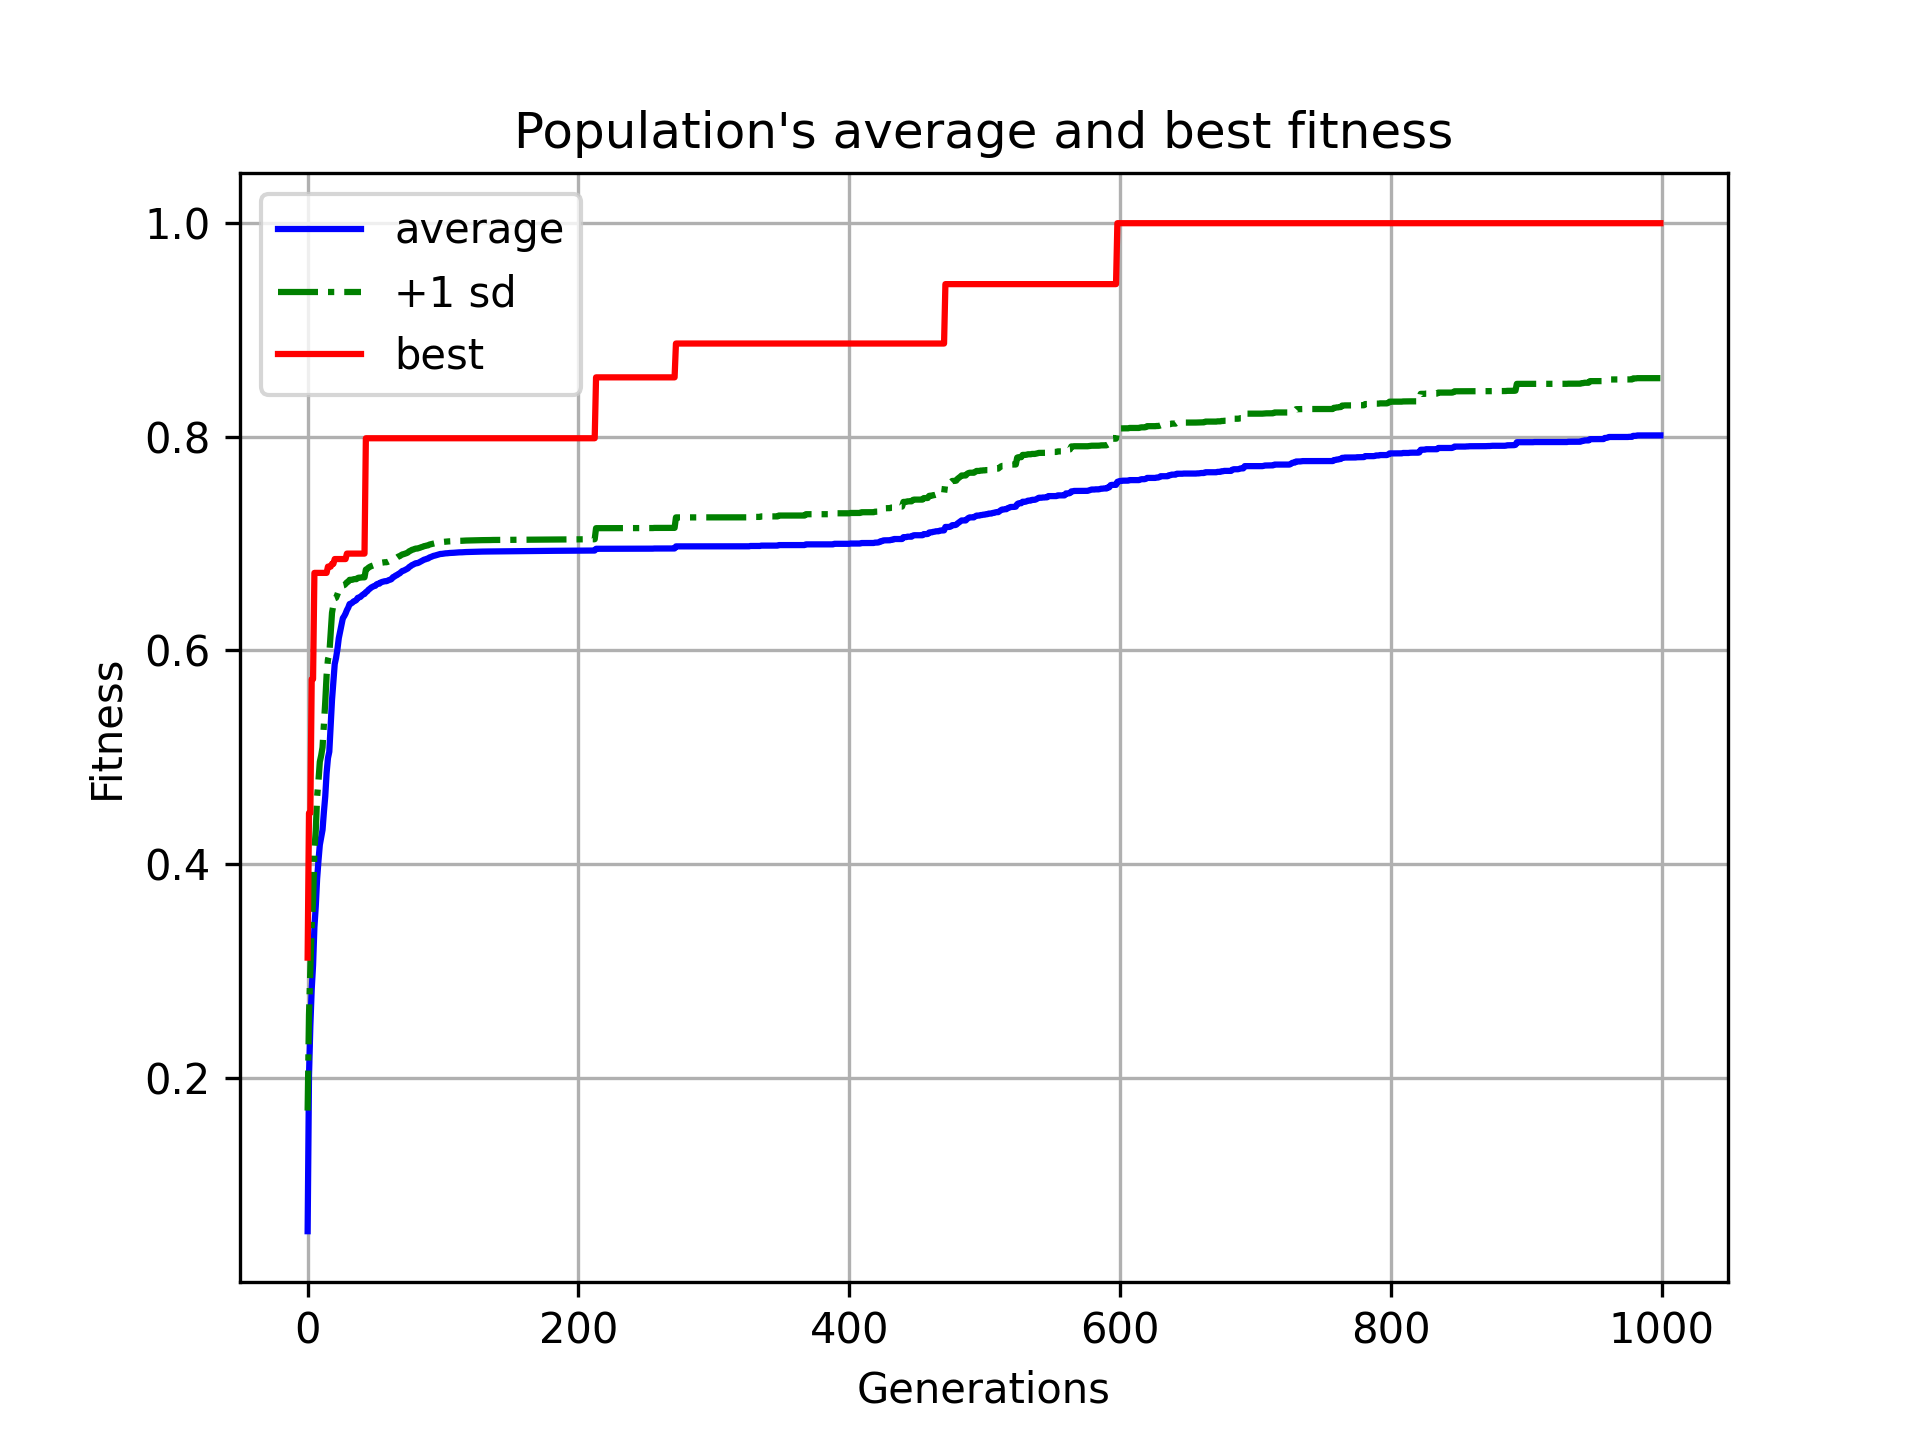 Population's average and best fitness
average
+1 sd
best
1.0
0.8
0.6
0.4
0.2
Fitness
0 200 400 600 800 1000
Generations